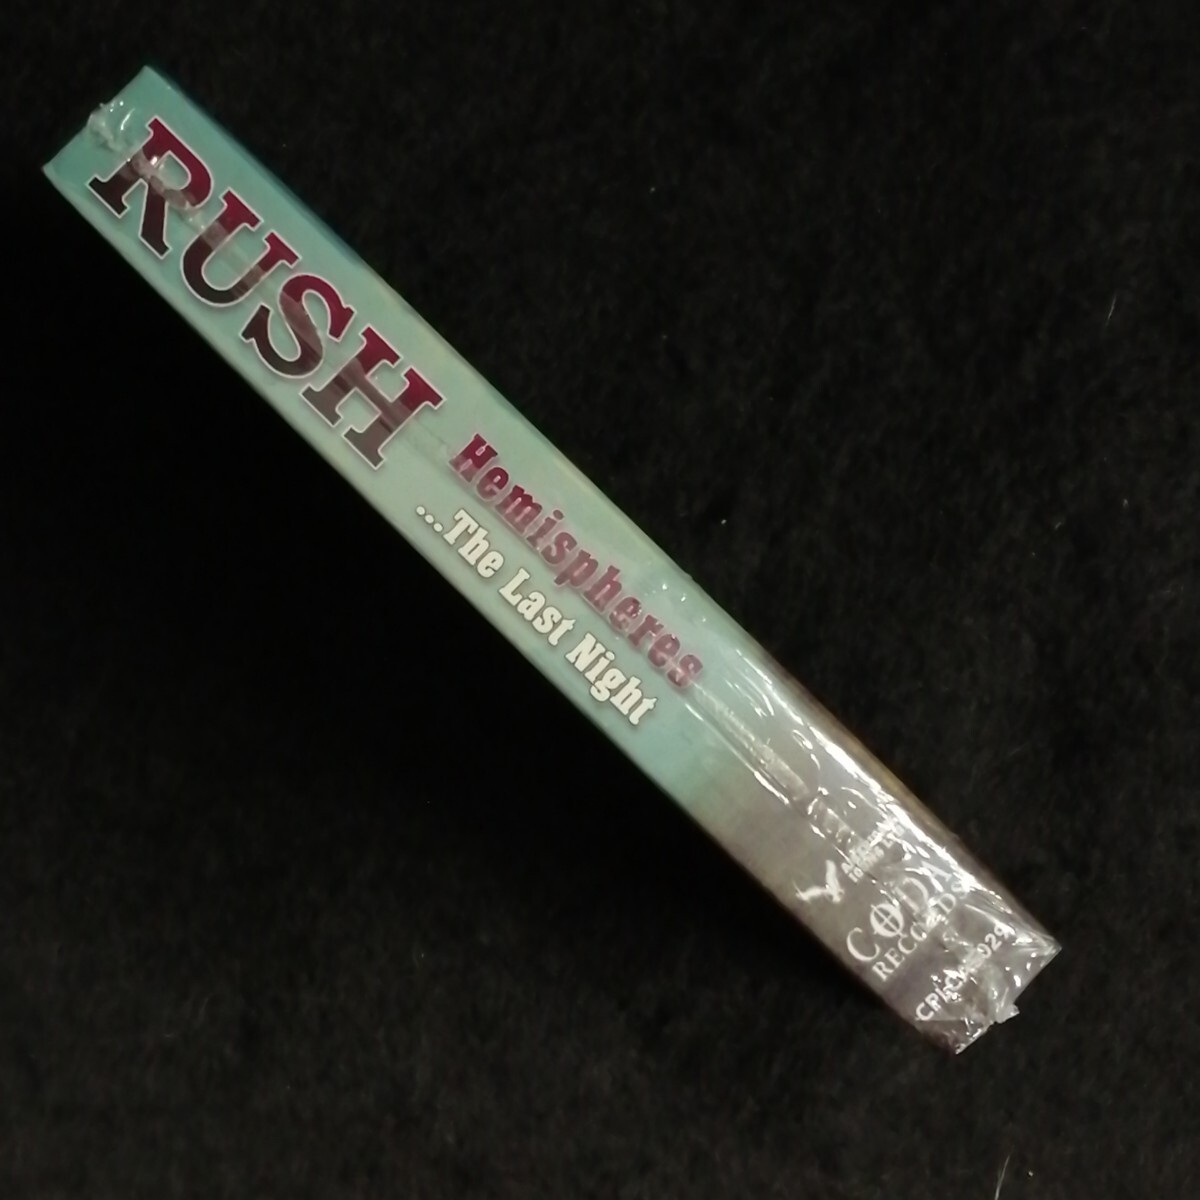 RUSH
Hemispheres
...The Last Night
CODA
RECORDS